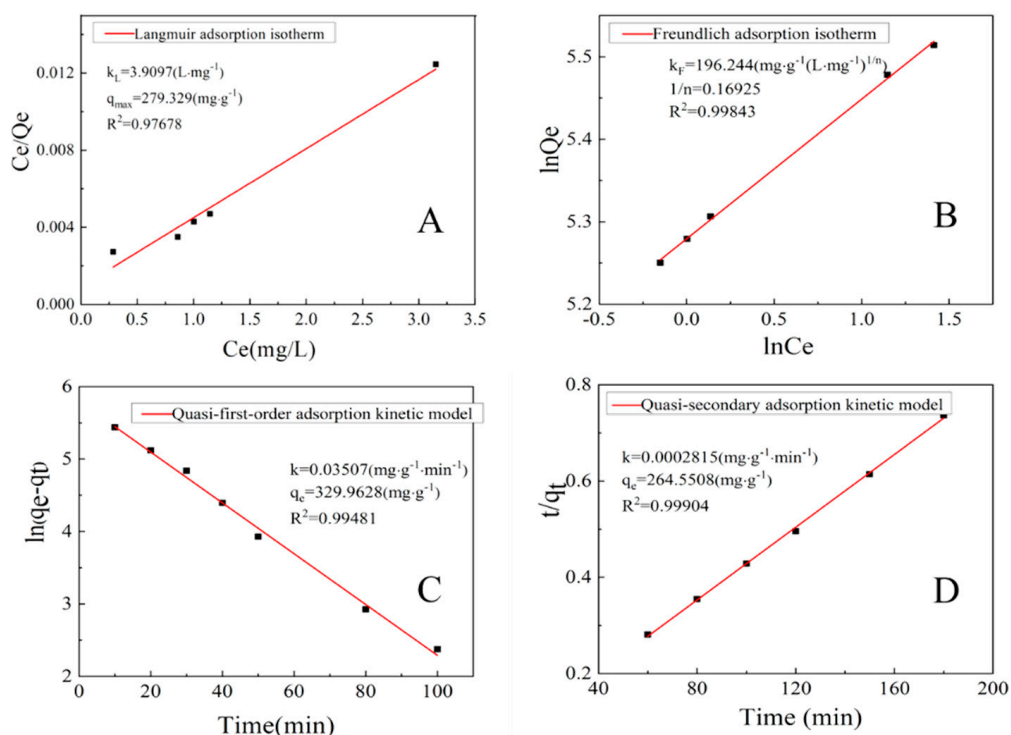 Langmuir adsorption isotherm
k_L=3.9097(L·mg⁻¹)
q_max=279.329(mg·g⁻¹)
R²=0.97678
A
Ce/Qe
0.012
0.008
0.004
0.000
0.0 0.5 1.0 1.5 2.0 2.5 3.0 3.5
Ce(mg/L)
Freundlich adsorption isotherm
k_F=196.244(mg·g⁻¹(L·mg⁻¹)^1/n)
1/n=0.16925
R²=0.99843
B
lnQe
5.5
5.4
5.3
5.2
-0.5 0.0 0.5 1.0 1.5
lnCe
Quasi-first-order adsorption kinetic model
k=0.03507(mg·g⁻¹·min⁻¹)
q_e=329.9628(mg·g⁻¹)
R²=0.99481
C
ln(qe-qt)
6
5
4
3
2
0 20 40 60 80 100
Time(min)
Quasi-secondary adsorption kinetic model
k=0.0002815(mg·g⁻¹·min⁻¹)
q_e=264.5508(mg·g⁻¹)
R²=0.99904
D
t/q_t
0.8
0.6
0.4
0.2
40 80 120 160 200
Time (min)